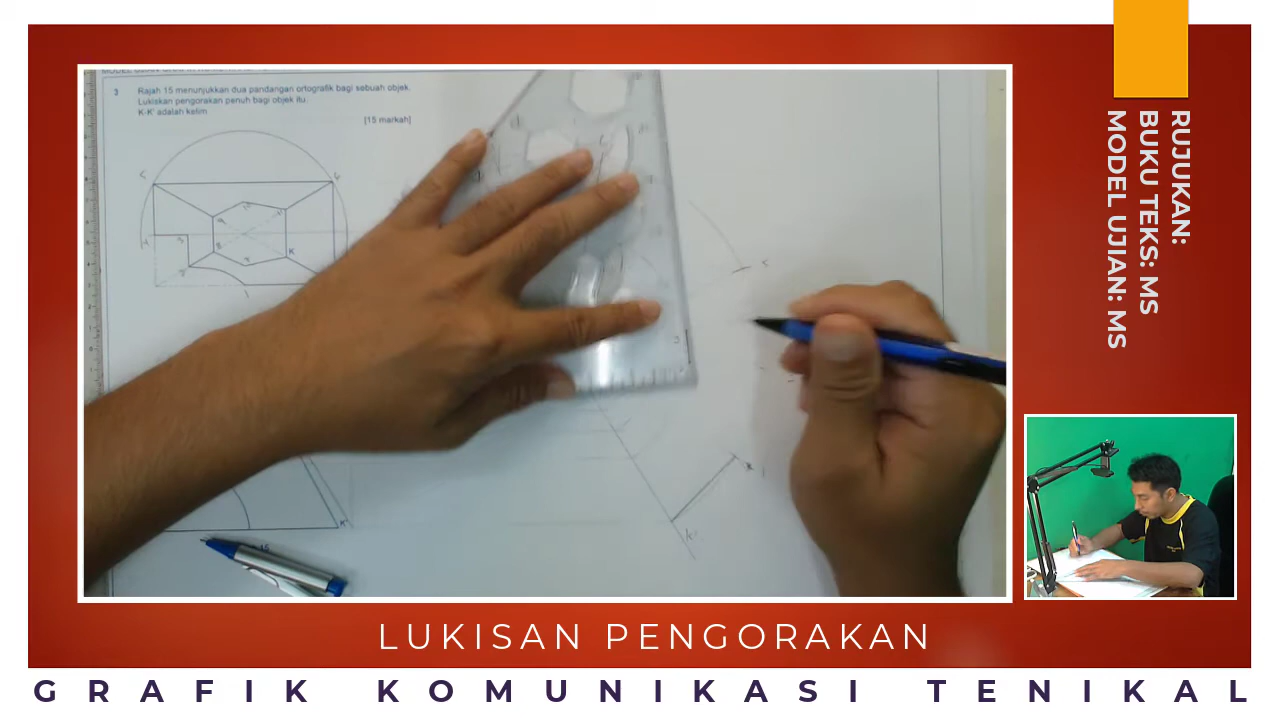 3 Rajah 15 menunjukkan dua pandangan ortografik bagi sebuah objek.
Lukiskan pengorakan penuh bagi objek itu.
K-K' adalah kelim
[15 markah]
RUJUKAN:
BUKU TEKS: MS
MODEL UJIAN: MS
LUKISAN PENGORAKAN
GRAFIK KOMUNIKASI TENIKAL